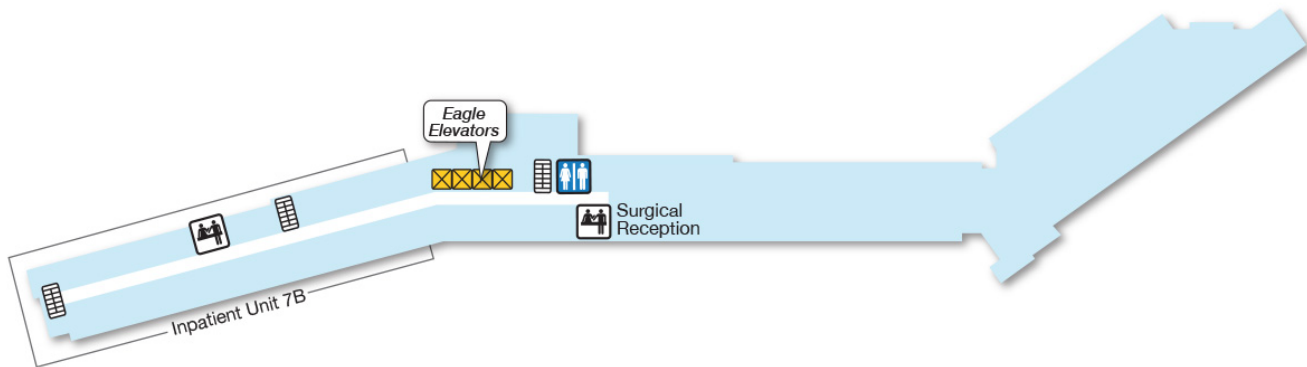 Eagle
Elevators
Surgical
Reception
Inpatient Unit 7B